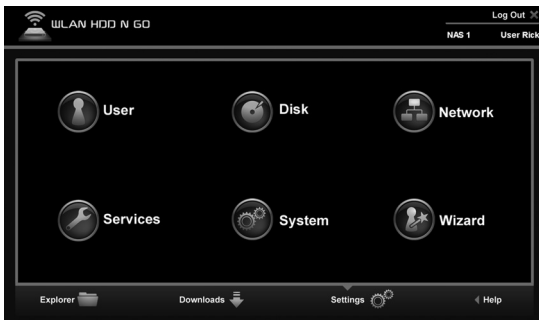 WLAN HDD N GO
Log Out
NAS 1 User Rick
User Disk Network
Services System Wizard
Explorer Downloads Settings Help